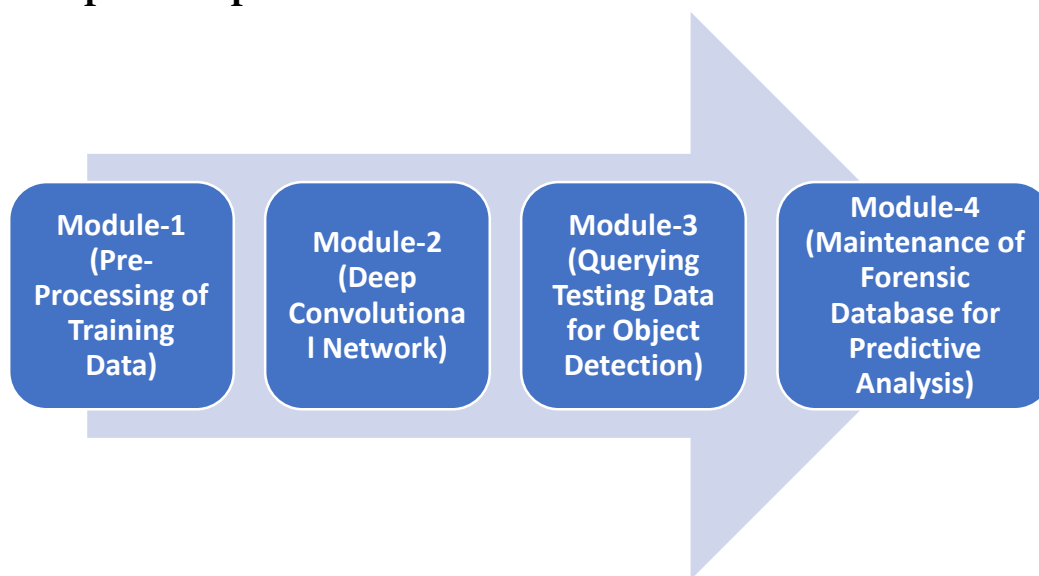 Module-1
(Pre-
Processing of
Training
Data)
Module-2
(Deep
Convolutiona
l Network)
Module-3
(Querying
Testing Data
for Object
Detection)
Module-4
(Maintenance of
Forensic
Database for
Predictive
Analysis)